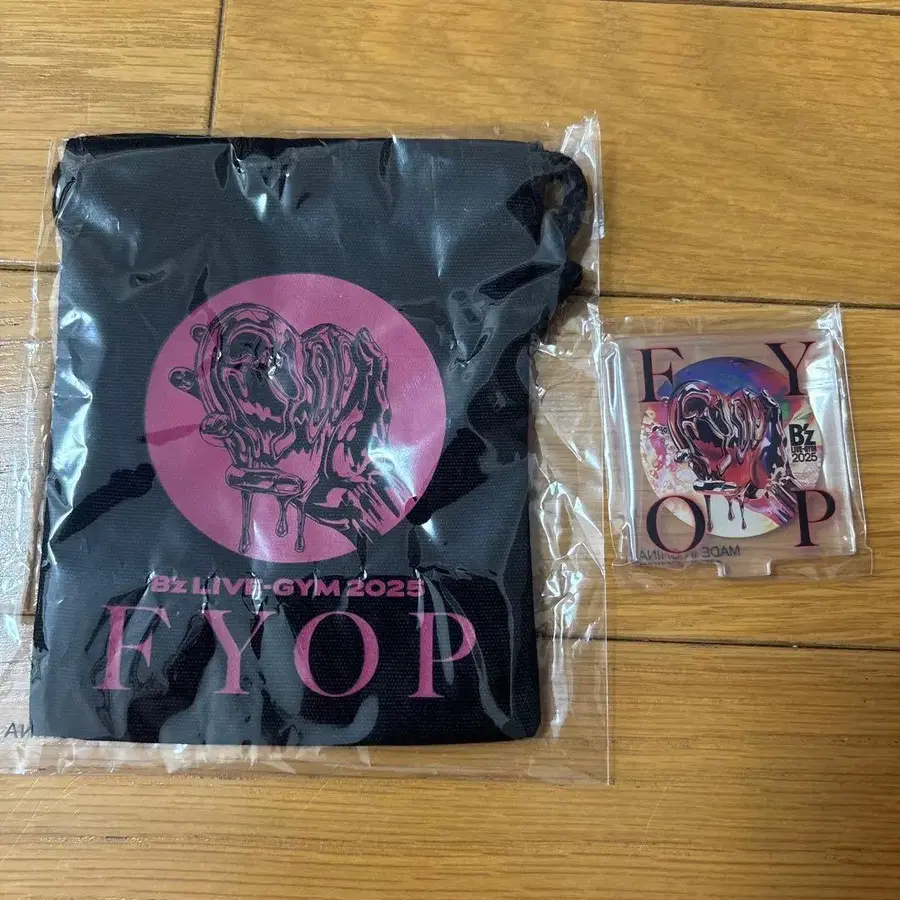 B'z LIVE-GYM 2025
FYOP
F Y
B'z
LIVE-GYM
2025
O P
MADE IN CHINA